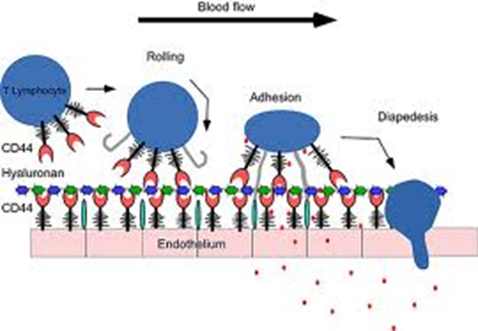 Blood flow
Rolling
T Lymphocyte
Adhesion
Diapedesis
CD44
Hyaluronan
CD44
Endothelium